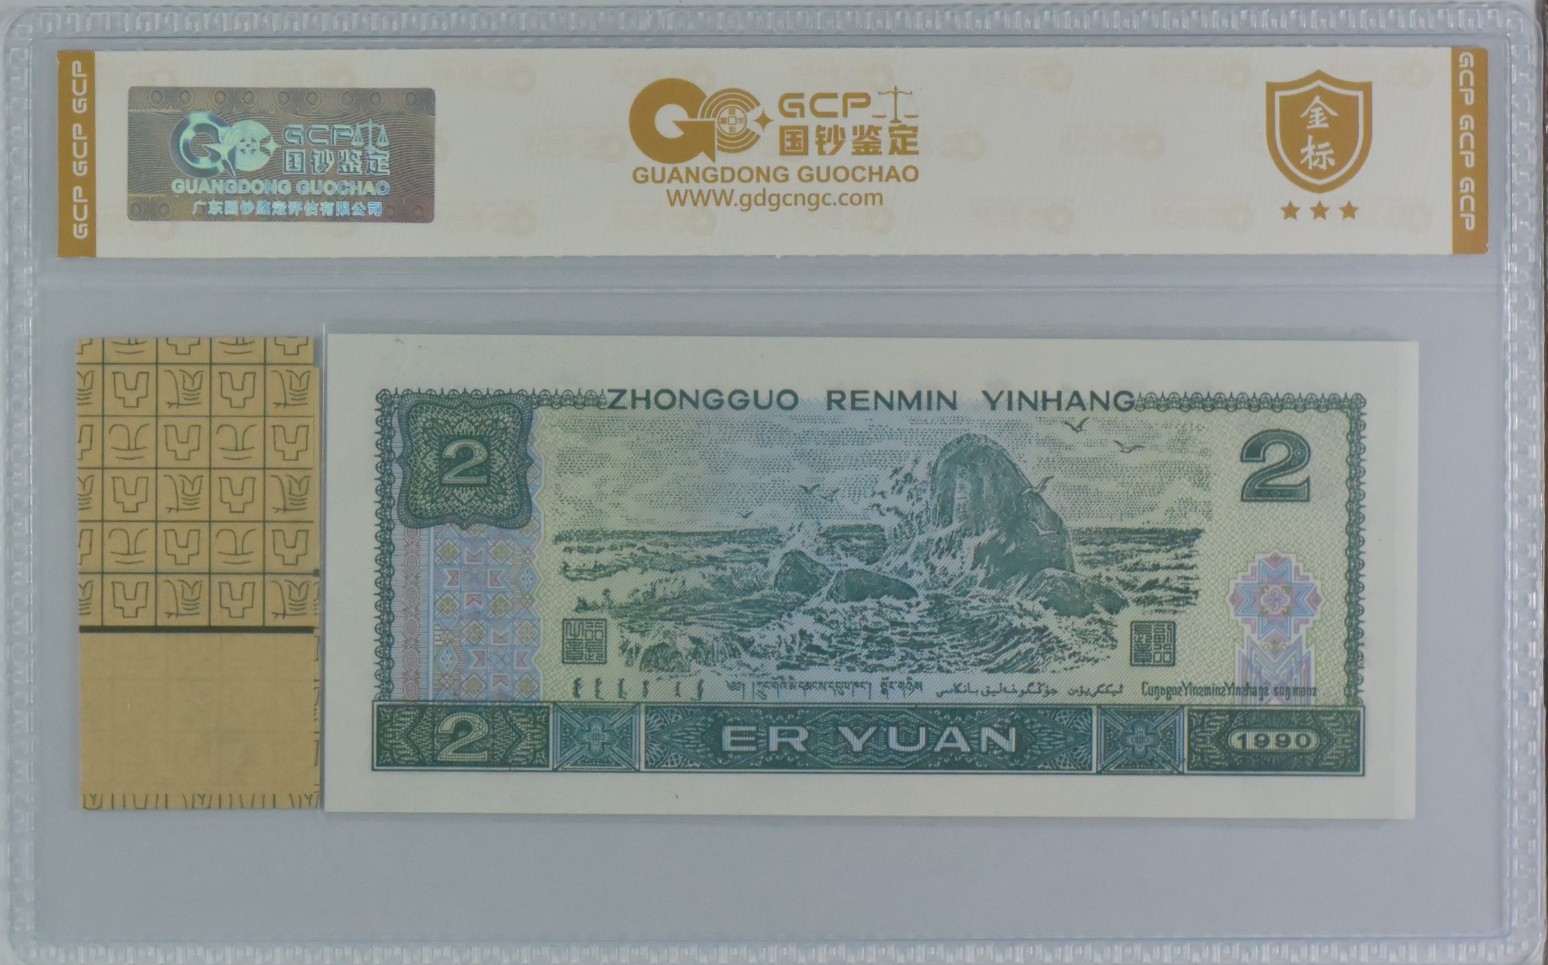 GCP GCP GCP
GCP
国钞鉴定
GUANGDONG GUOCHAO
广东国钞鉴定评估有限公司
GCP
国钞鉴定
GUANGDONG GUOCHAO
WWW.gdgcngc.com
金标
GCP GCP GCP
ZHONGGUO RENMIN YINHANG
2
2
2
ER YUAN
1990